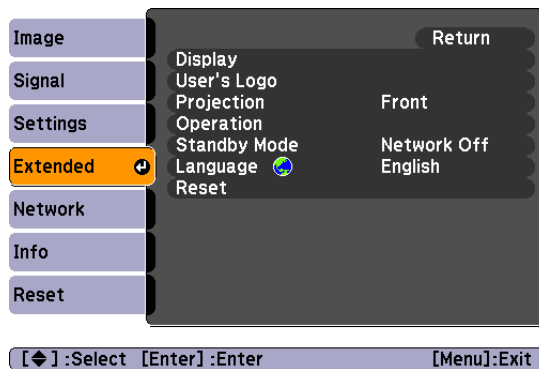 Image
Signal
Settings
Extended
Network
Info
Reset
Return
Display
User's Logo
Projection Front
Operation
Standby Mode Network Off
Language English
Reset
[◆] :Select [Enter] :Enter [Menu]:Exit